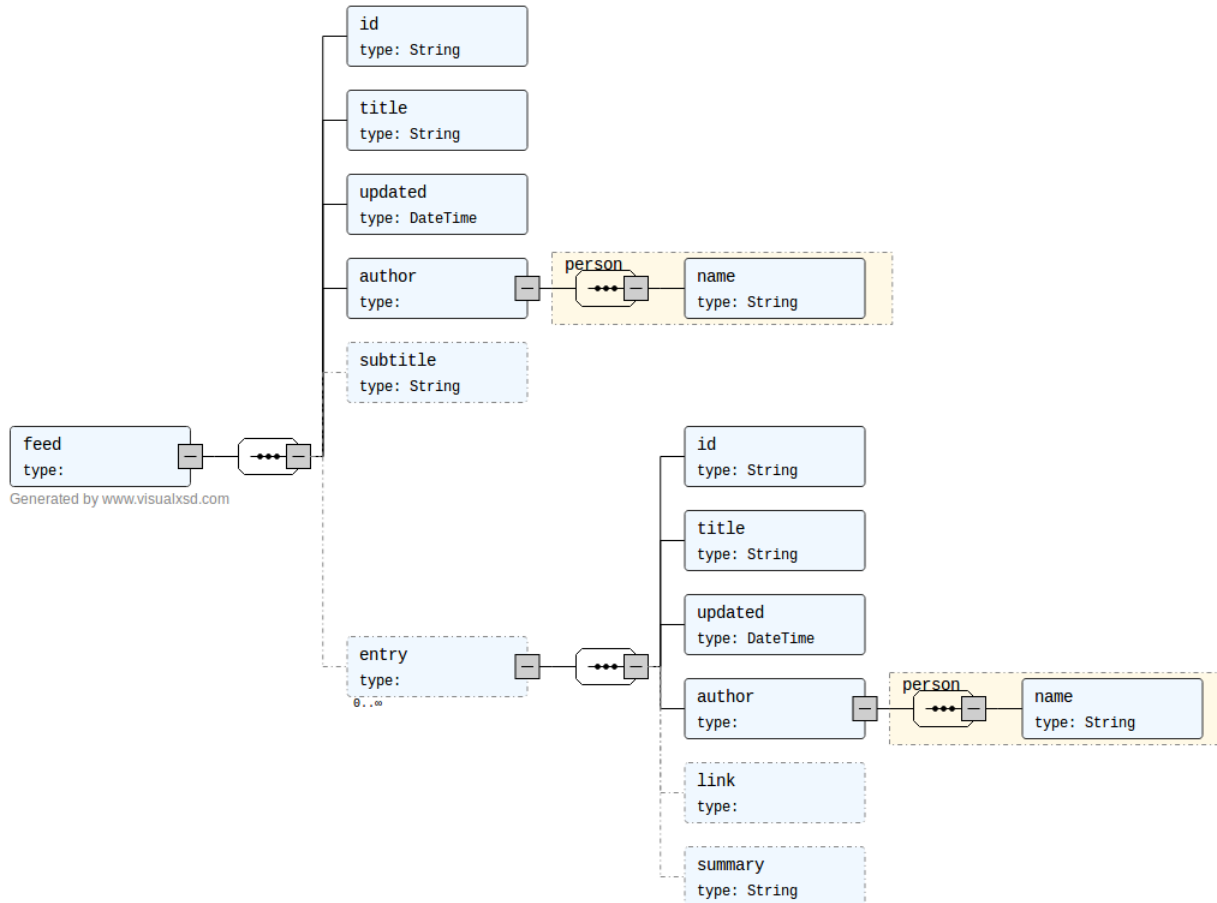 id
type: String
title
type: String
updated
type: DateTime
author
type:
person
name
type: String
subtitle
type: String
feed
type:
Generated by www.visualxsd.com
entry
type:
0..∞
id
type: String
title
type: String
updated
type: DateTime
author
type:
person
name
type: String
link
type:
summary
type: String